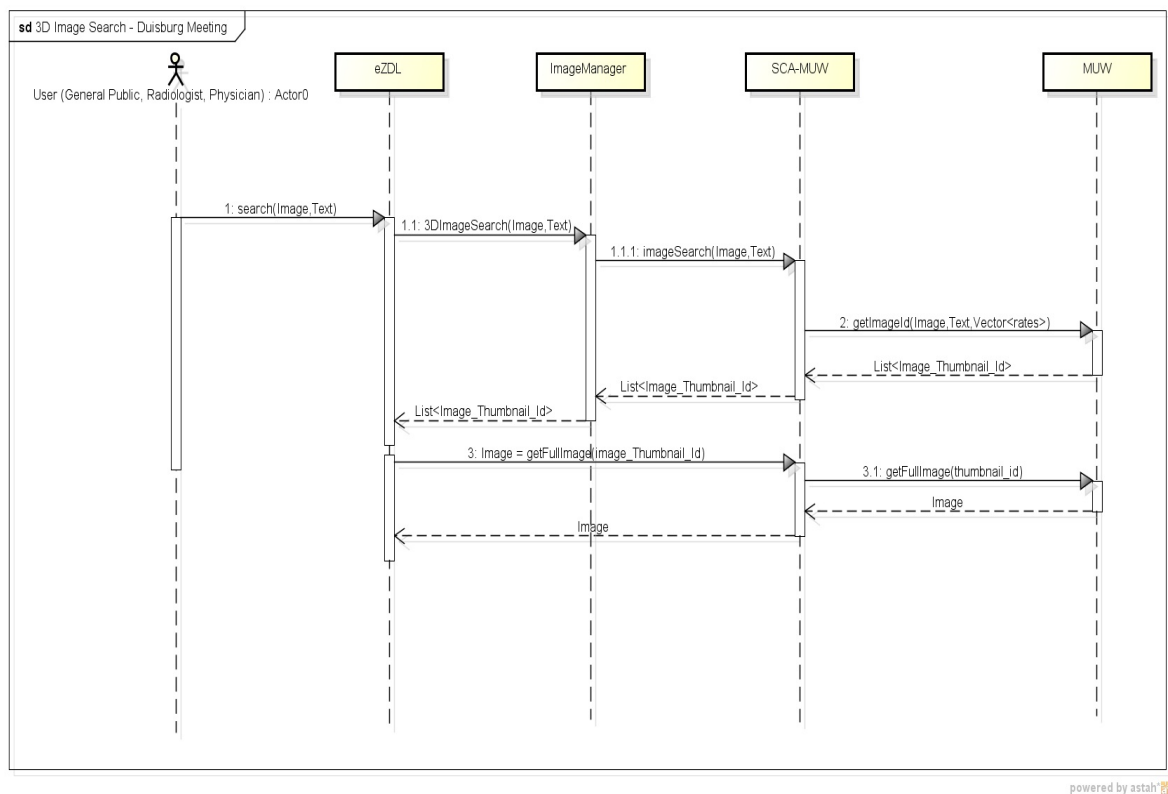 sd 3D Image Search - Duisburg Meeting
User (General Public, Radiologist, Physician) : Actor0
eZDL
ImageManager
SCA-MUW
MUW
1: search(Image,Text)
1.1: 3DImageSearch(Image,Text)
1.1.1: imageSearch(Image,Text)
2: getImageId(Image,Text,Vector<rates>)
List<Image_Thumbnail_Id>
List<Image_Thumbnail_Id>
List<Image_Thumbnail_Id>
3: Image = getFullImage(image_Thumbnail_Id)
3.1: getFullImage(thumbnail_id)
Image
Image
powered by astah*